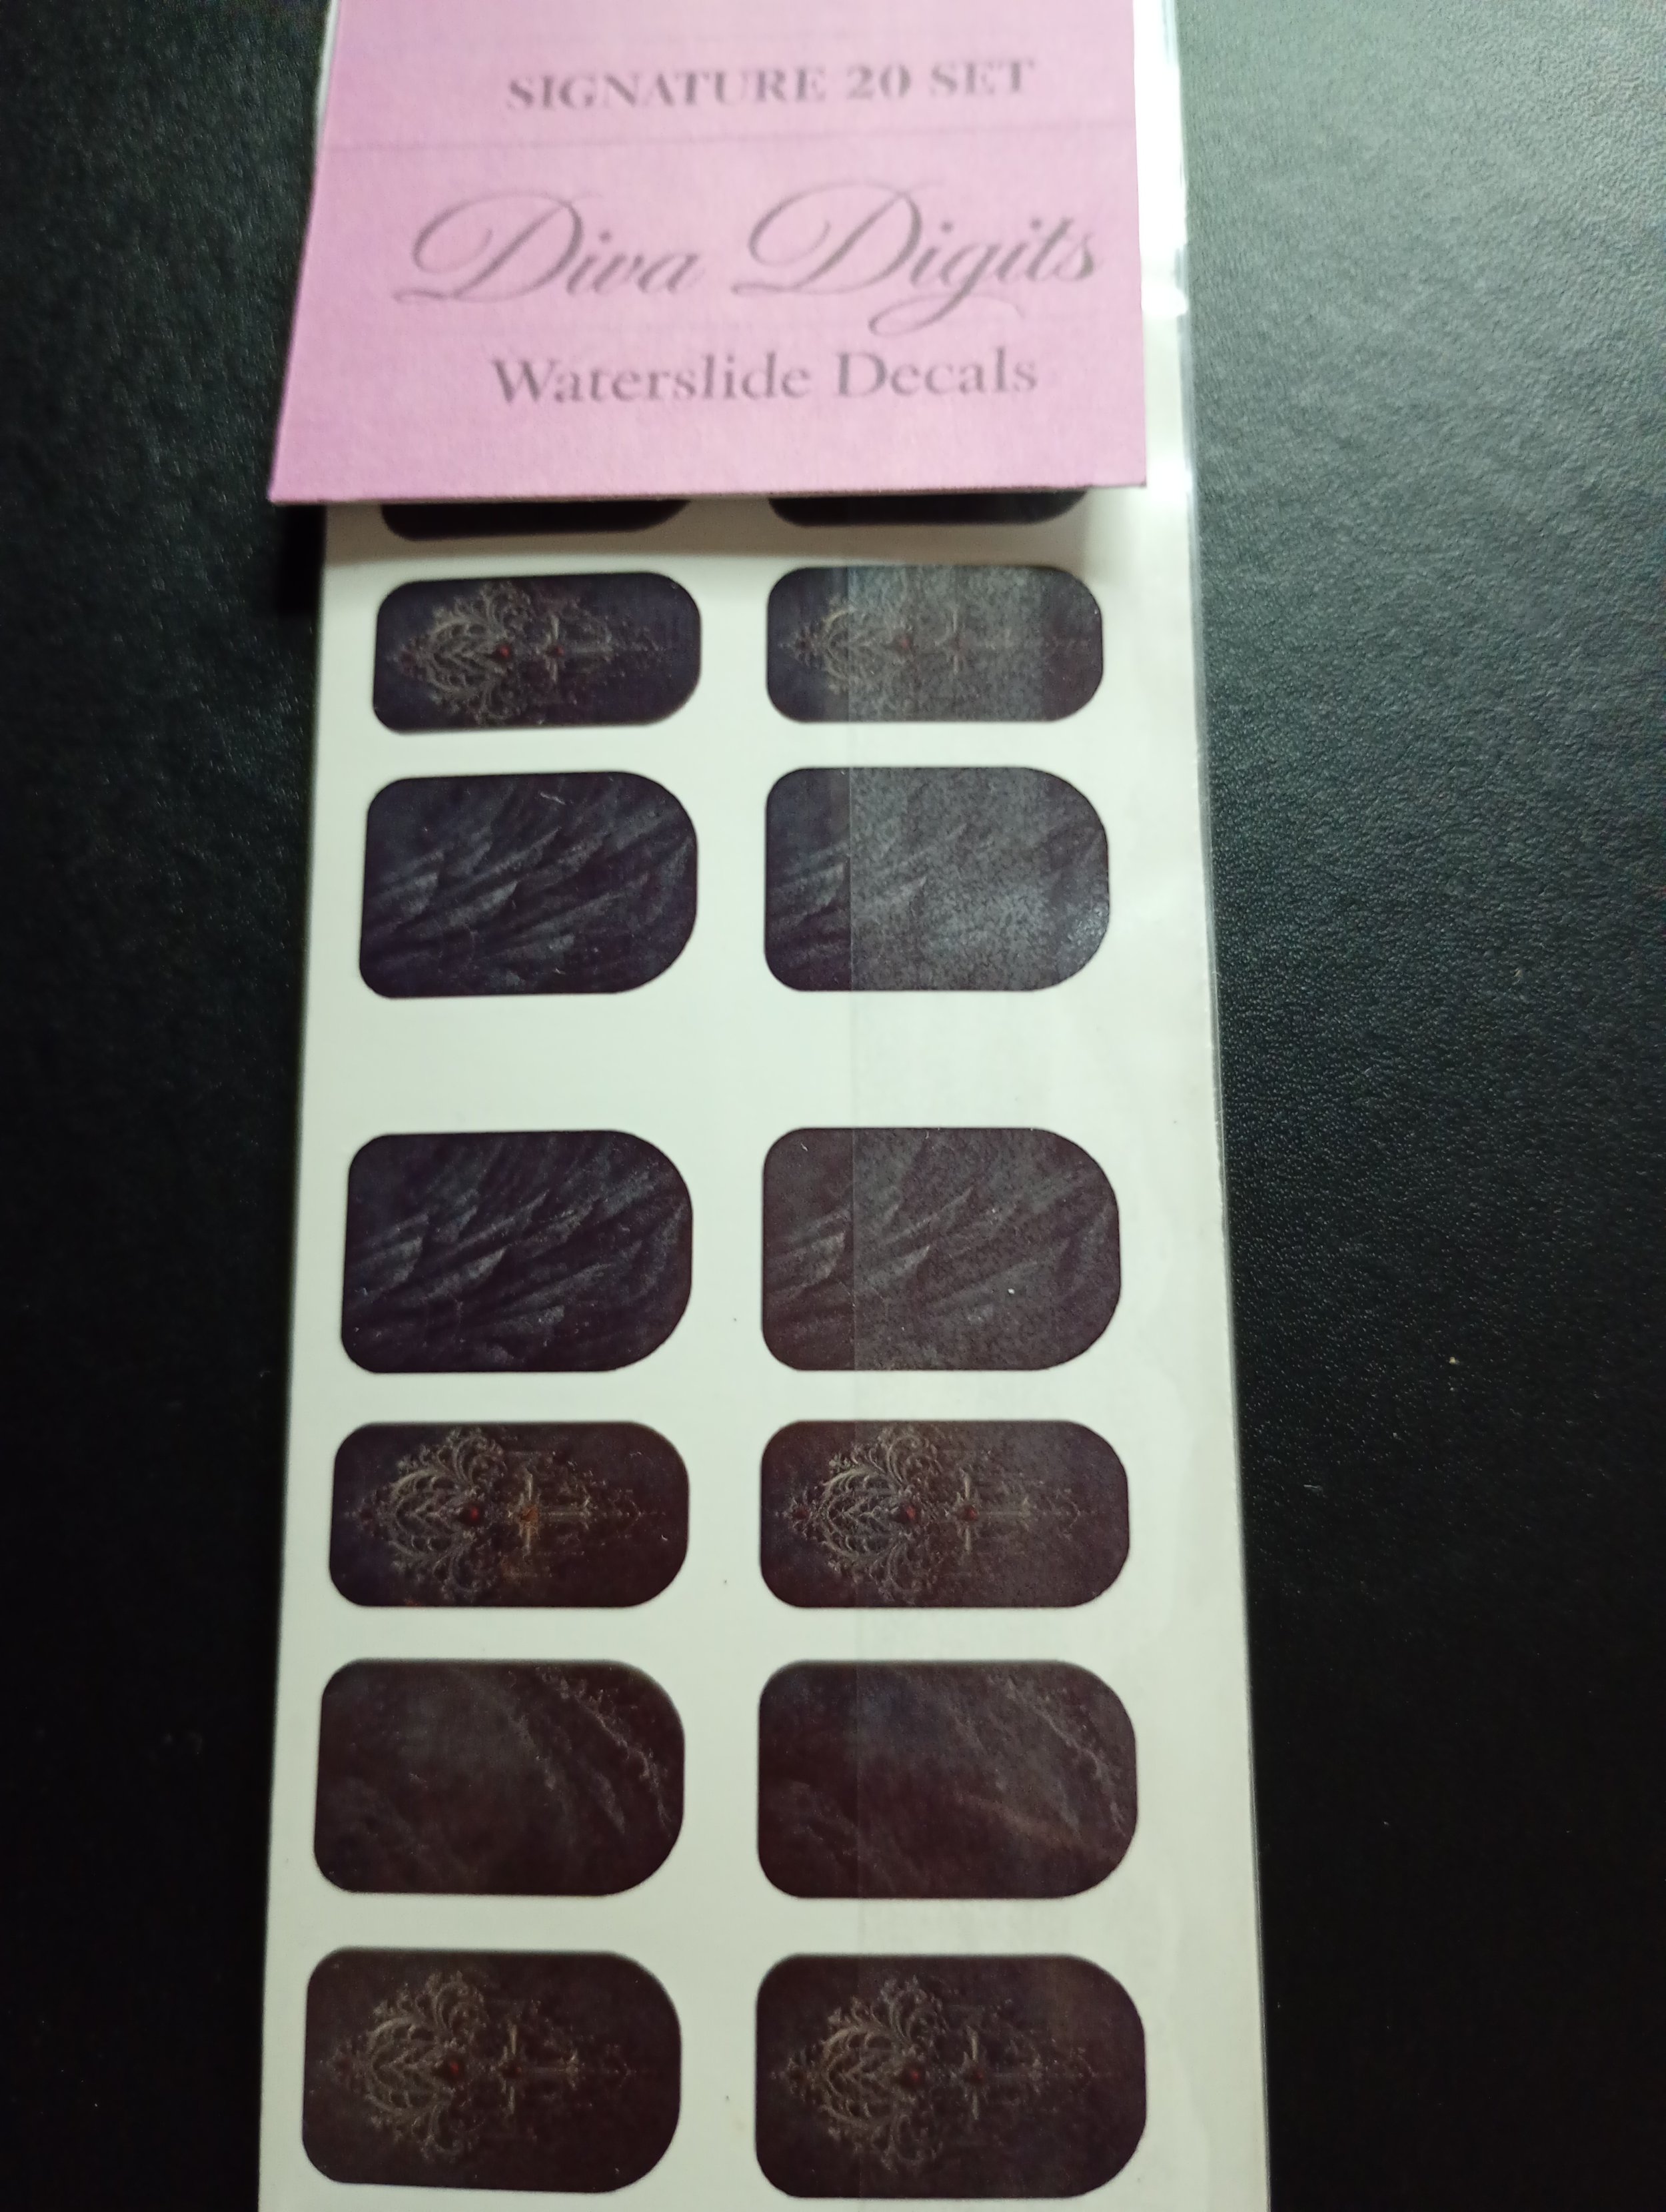 SIGNATURE 20 SET
Diva Digits
Waterslide Decals